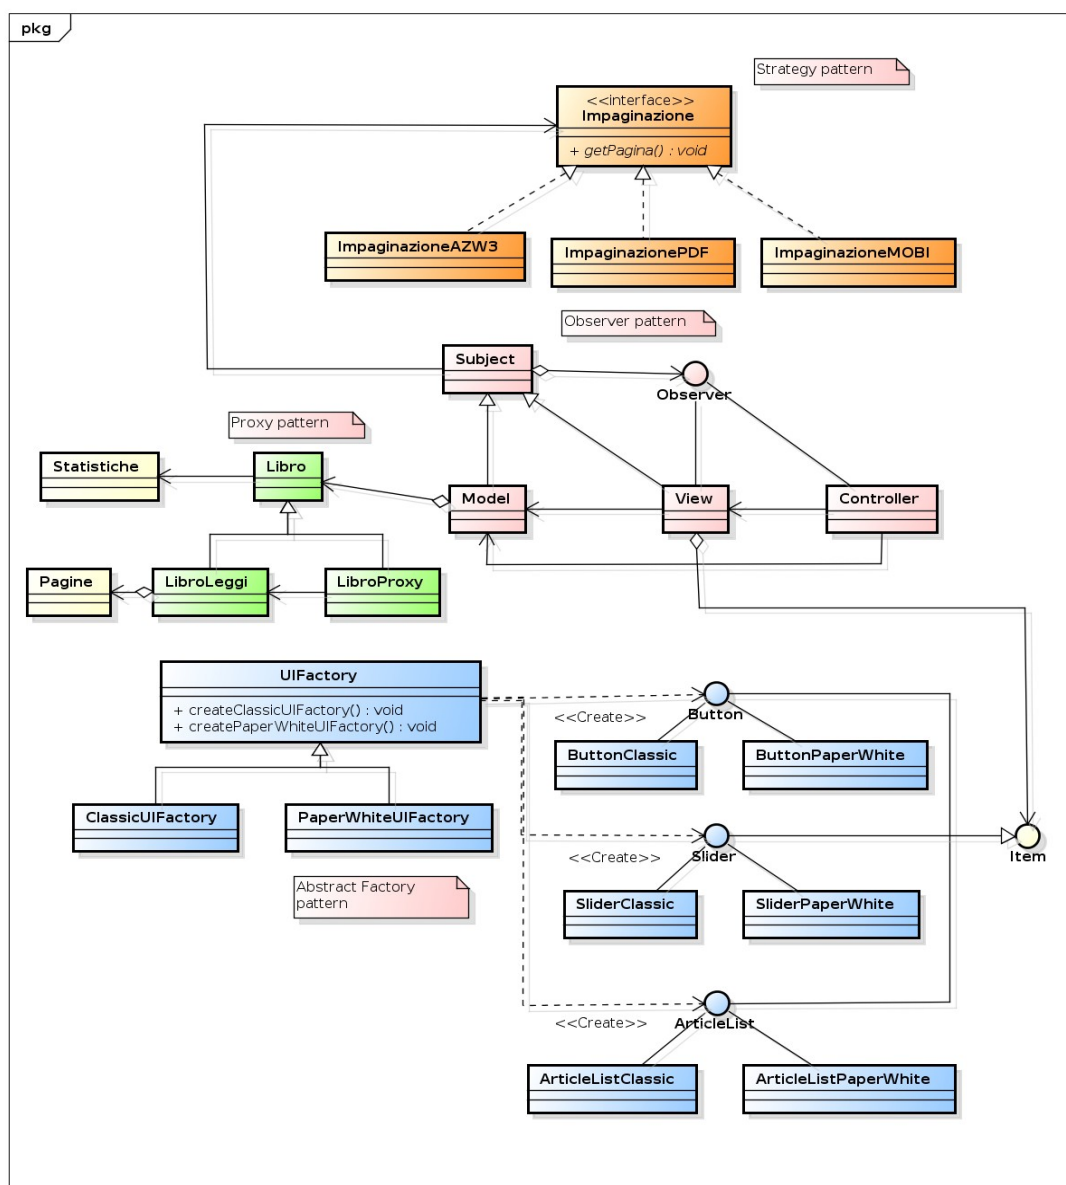 pkg
Strategy pattern
<<interface>>
Impaginazione
+ getPagina() : void
ImpaginazioneAZW3
ImpaginazionePDF
ImpaginazioneMOBI
Observer pattern
Subject
Observer
Proxy pattern
Statistiche
Libro
Model
View
Controller
Pagine
LibroLeggi
LibroProxy
UIFactory
+ createClassicUIFactory() : void
+ createPaperWhiteUIFactory() : void
<<Create>>
Button
ButtonClassic
ButtonPaperWhite
ClassicUIFactory
PaperWhiteUIFactory
<<Create>>
Slider
Item
Abstract Factory
pattern
SliderClassic
SliderPaperWhite
<<Create>>
ArticleList
ArticleListClassic
ArticleListPaperWhite